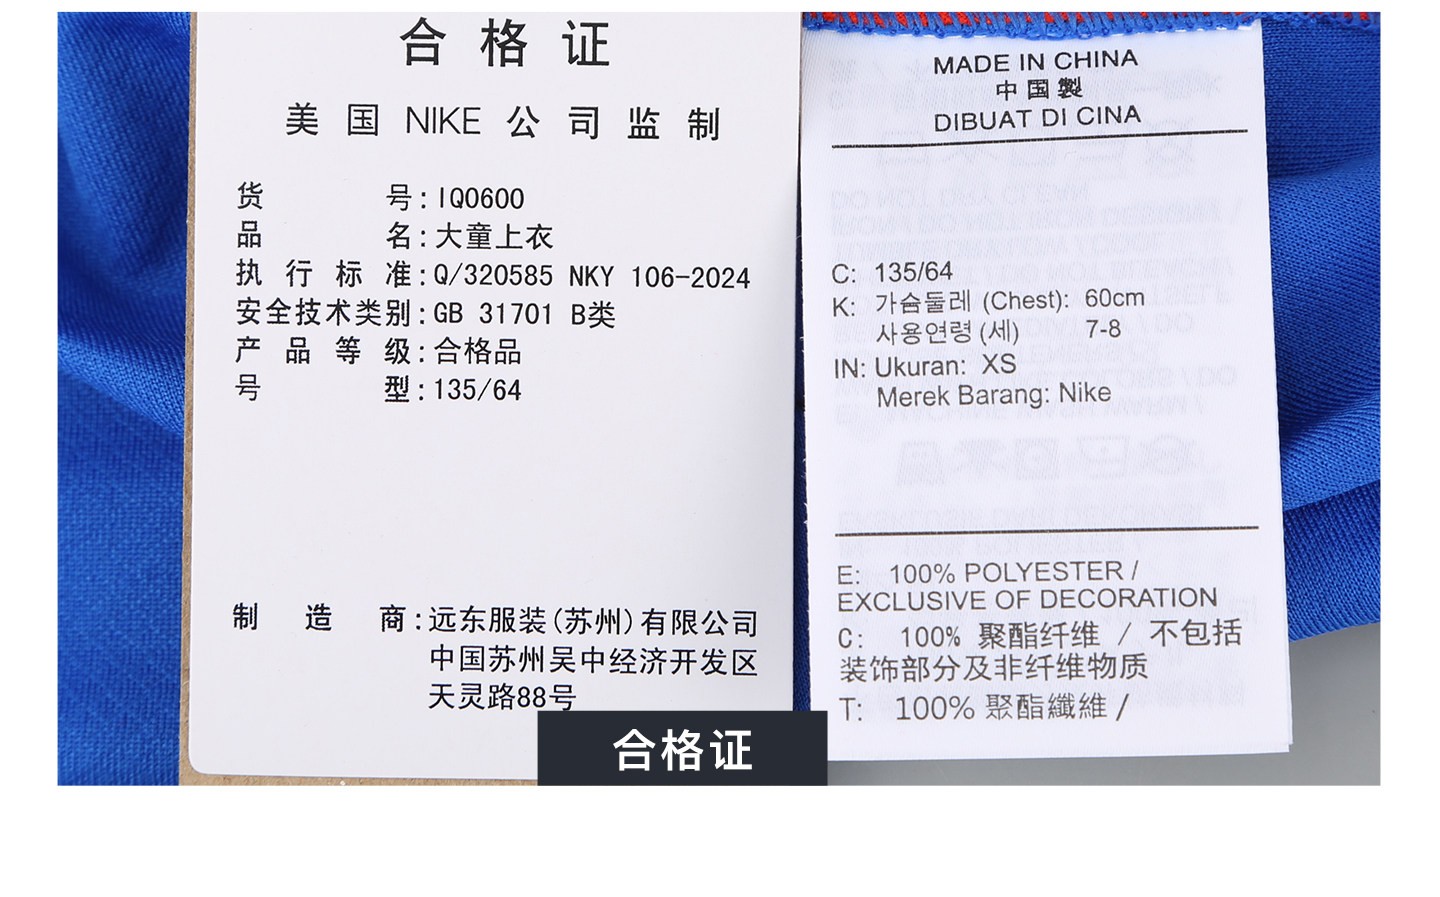 合格证
美国NIKE公司监制
货号:IQ0600
品名:大童上衣
执行标准:Q/320585 NKY 106-2024
安全技术类别:GB 31701 B类
产品等级:合格品
号型:135/64
制造商:远东服装(苏州)有限公司
中国苏州吴中经济开发区
天灵路88号
MADE IN CHINA
中国製
DIBUAT DI CINA
C: 135/64
K: 가슴둘레 (Chest): 60cm
사용연령 (세) 7-8
IN: Ukuran: XS
Merek Barang: Nike
E: 100% POLYESTER /
EXCLUSIVE OF DECORATION
C: 100% 聚酯纤维 / 不包括
装饰部分及非纤维物质
T: 100% 聚酯纖維 /
合格证